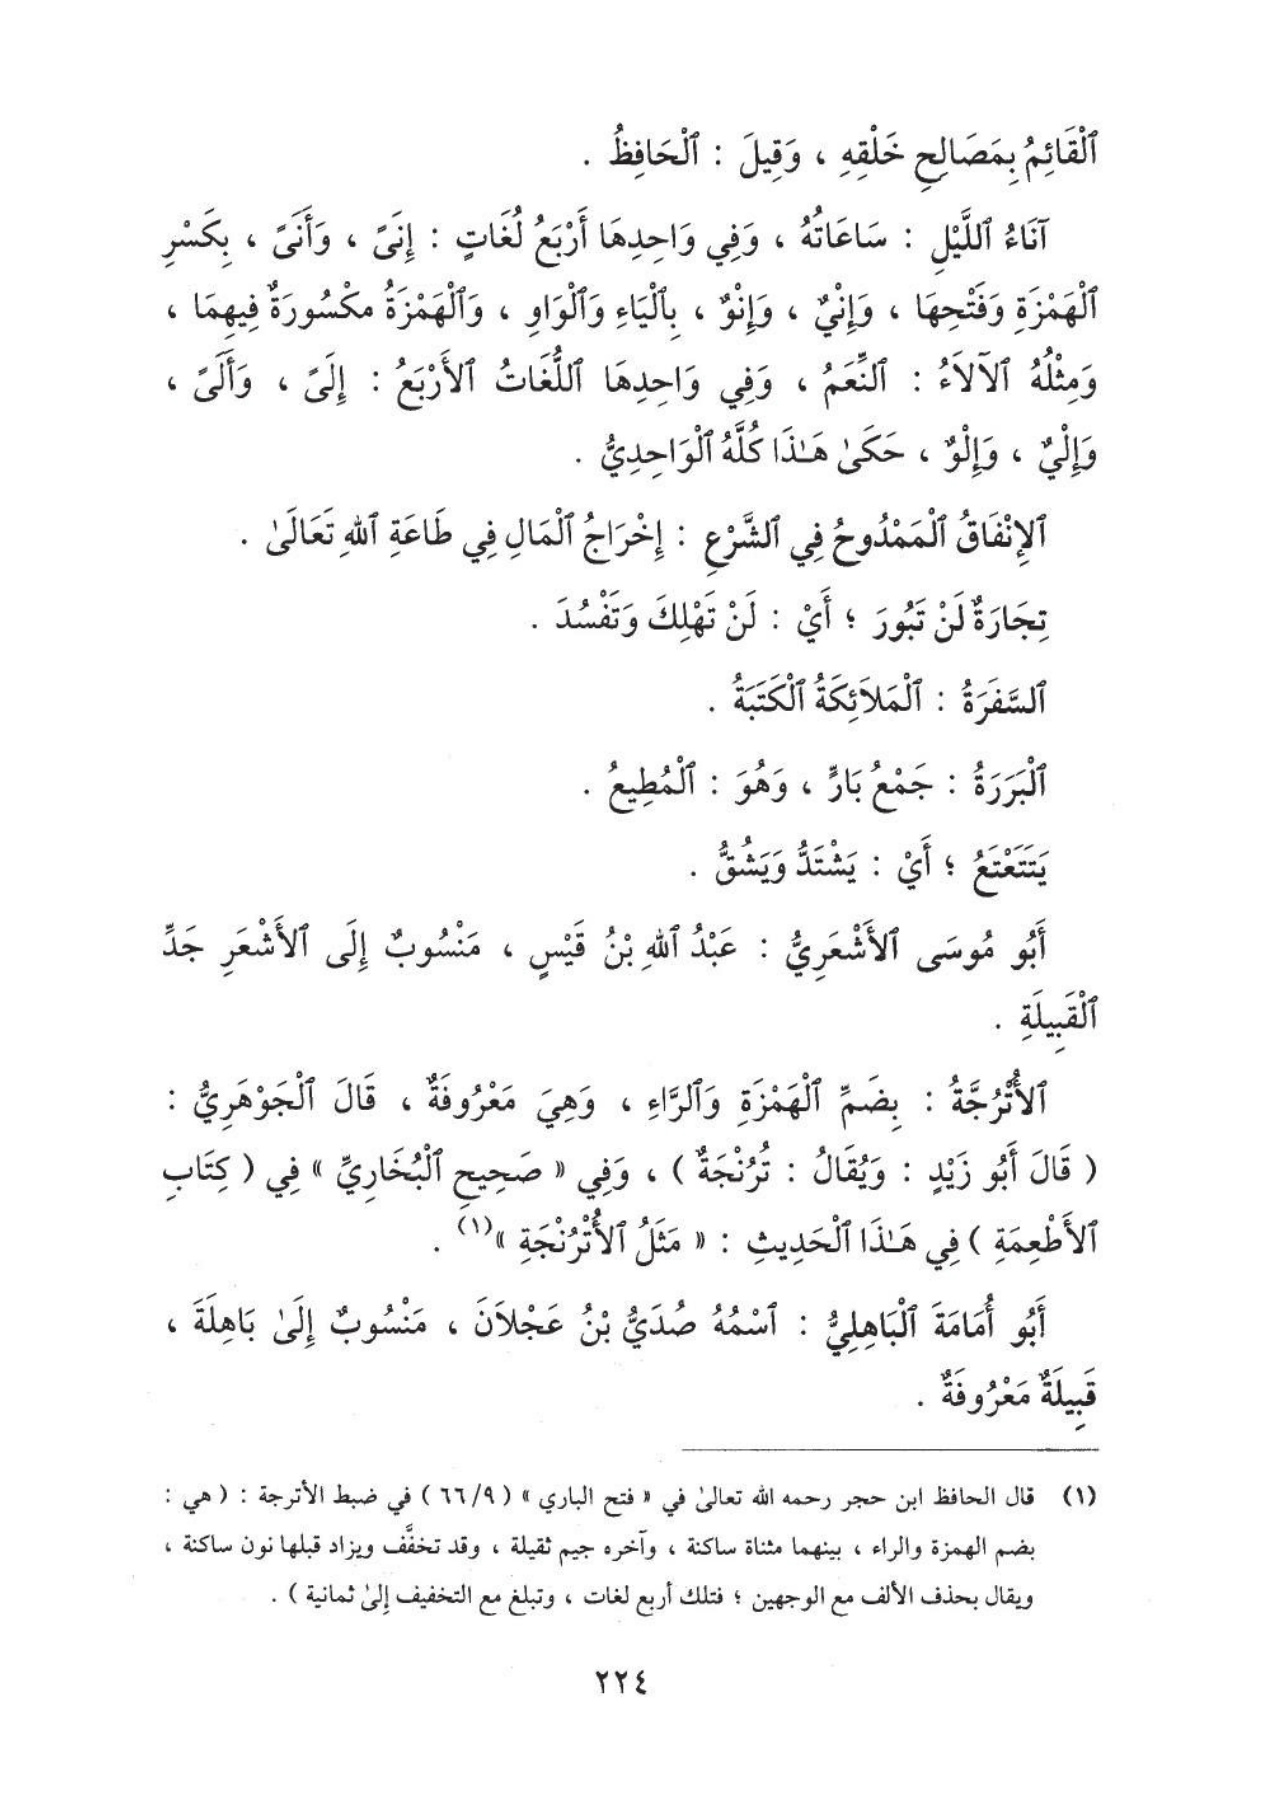 ٱلْقَائِمُ بِمَصَالِحِ خَلْقِهِ ، وَقِيلَ : ٱلْحَافِظُ .
آنَاءُ ٱللَّيْلِ : سَاعَاتُهُ ، وَفِي وَاحِدِهَا أَرْبَعُ لُغَاتٍ : إِنَىً ، وَأَنَىً ، بِكَسْرِ
ٱلْهَمْزَةِ وَفَتْحِهَا ، وَإِنْيٌ ، وَإِنْوٌ ، بِٱلْيَاءِ وَٱلْوَاوِ ، وَٱلْهَمْزَةُ مكْسُورَةٌ فِيهِمَا ،
وَمِثْلُهُ ٱلآلاَءُ : ٱلنِّعَمُ ، وَفِي وَاحِدِهَا ٱللُّغَاتُ ٱلأَرْبَعُ : إِلَىً ، وَأَلَىً ،
وَإِلْيٌ ، وَإِلْوٌ ، حَكَىٰ هَـٰذَا كُلَّهُ ٱلْوَاحِدِيُّ .
ٱلإِنْفَاقُ ٱلْمَمْدُوحُ فِي ٱلشَّرْعِ : إِخْرَاجُ ٱلْمَالِ فِي طَاعَةِ ٱللهِ تَعَالَىٰ .
تِجَارَةٌ لَنْ تَبُورَ ؛ أَيْ : لَنْ تَهْلِكَ وَتَفْسُدَ .
ٱلسَّفَرَةُ : ٱلْمَلاَئِكَةُ ٱلْكَتَبَةُ .
ٱلْبَرَرَةُ : جَمْعُ بَارٍّ ، وَهُوَ : ٱلْمُطِيعُ .
يَتَتَعْتَعُ ؛ أَيْ : يَشْتَدُّ وَيَشُقُّ .
أَبُو مُوسَى ٱلأَشْعَرِيُّ : عَبْدُ ٱللهِ بْنُ قَيْسٍ ، مَنْسُوبٌ إِلَى ٱلأَشْعَرِ جَدِّ
ٱلْقَبِيلَةِ .
ٱلأُتْرُجَّةُ : بِضَمِّ ٱلْهَمْزَةِ وَٱلرَّاءِ ، وَهِيَ مَعْرُوفَةٌ ، قَالَ ٱلْجَوْهَرِيُّ :
( قَالَ أَبُو زَيْدٍ : وَيُقَالُ : تُرُنْجَةٌ ) ، وَفِي « صَحِيحِ ٱلْبُخَارِيِّ » فِي ( كِتَابِ
ٱلأَطْعِمَةِ ) فِي هَـٰذَا ٱلْحَدِيثِ : « مَثَلُ ٱلأُتْرُنْجَةِ »(١) .
أَبُو أُمَامَةَ ٱلْبَاهِلِيُّ : ٱسْمُهُ صُدَيُّ بْنُ عَجْلاَنَ ، مَنْسُوبٌ إِلَىٰ بَاهِلَةَ ،
قَبِيلَةٌ مَعْرُوفَةٌ .
(١) قال الحافظ ابن حجر رحمه الله تعالىٰ في « فتح الباري » ( ٩/ ٦٦ ) في ضبط الأترجة : ( هي :
بضم الهمزة والراء ، بينهما مثناة ساكنة ، وآخره جيم ثقيلة ، وقد تخفَّف ويزاد قبلها نون ساكنة ،
ويقال بحذف الألف مع الوجهين ؛ فتلك أربع لغات ، وتبلغ مع التخفيف إلىٰ ثمانية ) .
٢٢٤